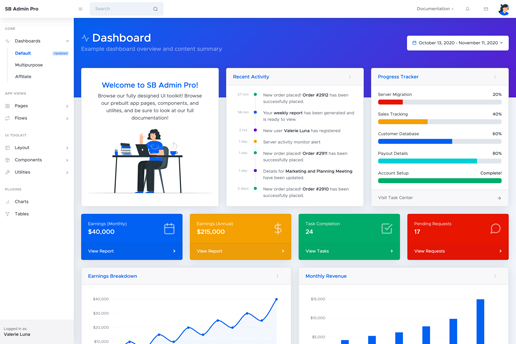 SB Admin Pro
Search
Documentation
CORE
Dashboards
Default
Updated
Multipurpose
Affiliate
APP VIEWS
Pages
Flows
UI TOOLKIT
Layout
Components
Utilities
PLUGINS
Charts
Tables
Logged in as:
Valerie Luna
Dashboard
Example dashboard overview and content summary
October 13, 2020 - November 11, 2020
Welcome to SB Admin Pro!
Browse our fully designed UI toolkit! Browse
our prebuilt app pages, components, and
utilities, and be sure to look at our full
documentation!
Recent Activity
27 min
New order placed! Order #2912 has been
successfully placed.
58 min
Your weekly report has been generated and
is ready to view
2 hrs
New user Valerie Luna has registered
1 day
Server activity monitor alert
1 day
New order placed! Order #2911 has been
successfully placed.
1 day
Details for Marketing and Planning Meeting
have been updated.
2 days
New order placed! Order #2910 has been
successfully placed.
Progress Tracker
Server Migration 20%
Sales Tracking 40%
Customer Database 60%
Payout Details 80%
Account Setup Complete!
Visit Task Center
Earnings (Monthly)
$40,000
View Report
Earnings (Annual)
$215,000
View Report
Task Completion
24
View Tasks
Pending Requests
17
View Requests
Earnings Breakdown
$40,000
$30,000
$20,000
$10,000
Monthly Revenue
$15,000
$10,000
$5,000